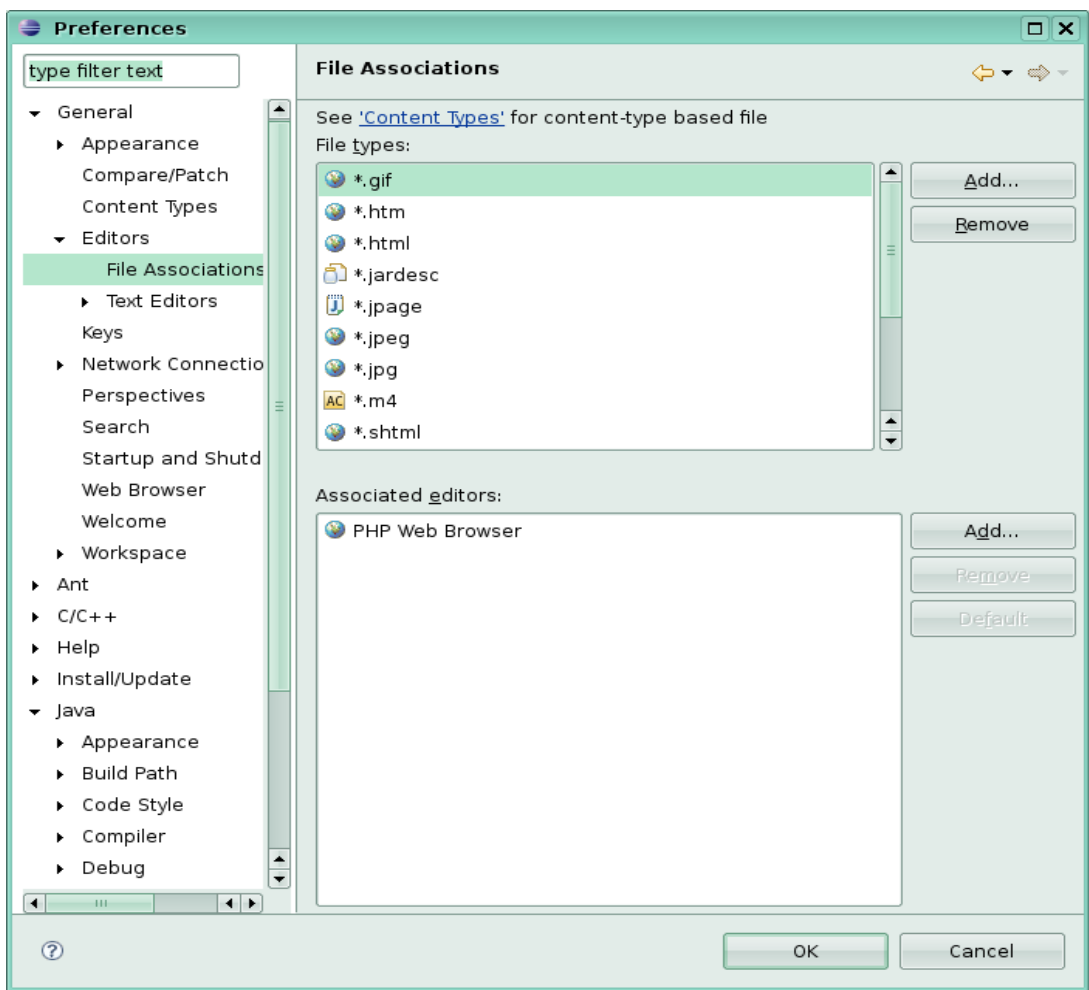 Preferences
type filter text
General
Appearance
Compare/Patch
Content Types
Editors
File Associations
Text Editors
Keys
Network Connectio
Perspectives
Search
Startup and Shutd
Web Browser
Welcome
Workspace
Ant
C/C++
Help
Install/Update
Java
Appearance
Build Path
Code Style
Compiler
Debug
File Associations
See 'Content Types' for content-type based file
File types:
*.gif
*.htm
*.html
*.jardesc
*.jpage
*.jpeg
*.jpg
AC *.m4
*.shtml
Add...
Remove
Associated editors:
PHP Web Browser
Add...
Remove
Default
?
OK
Cancel